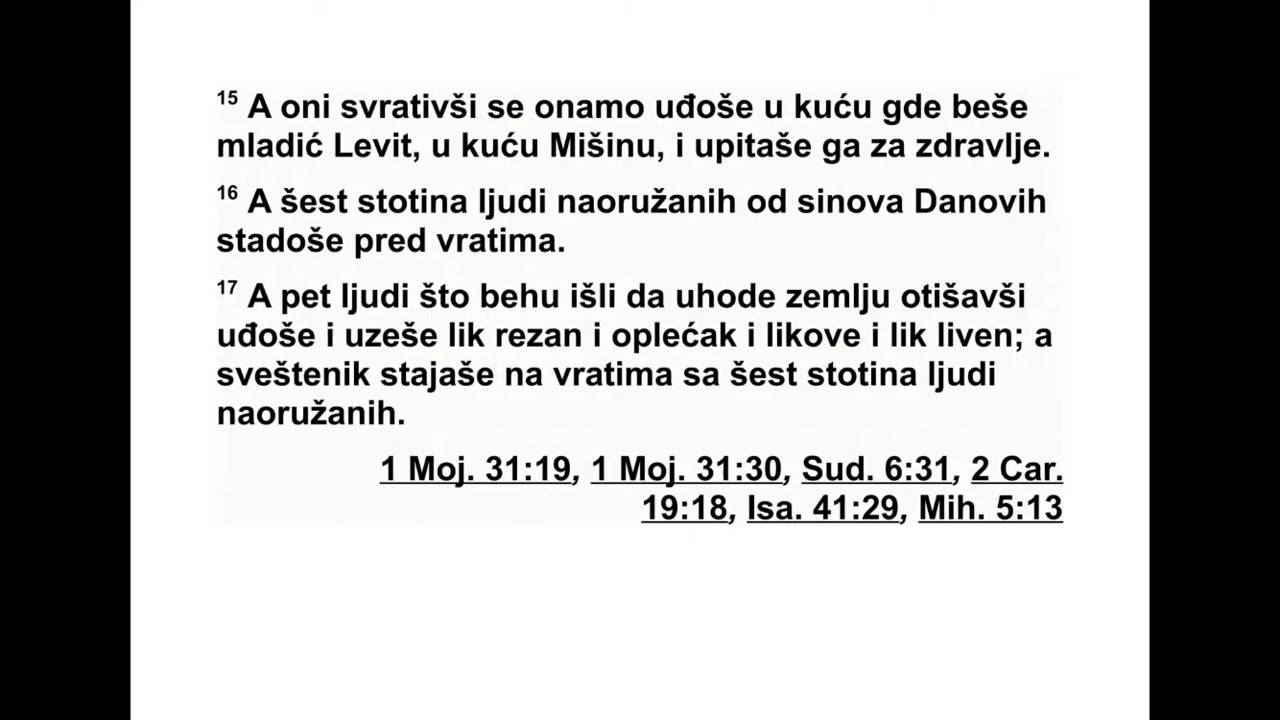 15 A oni svrativši se onamo uđoše u kuću gde beše
mladić Levit, u kuću Mišinu, i upitaše ga za zdravlje.
16 A šest stotina ljudi naoružanih od sinova Danovih
stadoše pred vratima.
17 A pet ljudi što behu išli da uhode zemlju otišavši
uđoše i uzeše lik rezan i oplećak i likove i lik liven; a
sveštenik stajaše na vratima sa šest stotina ljudi
naoružanih.
1 Moj. 31:19, 1 Moj. 31:30, Sud. 6:31, 2 Car.
19:18, Isa. 41:29, Mih. 5:13